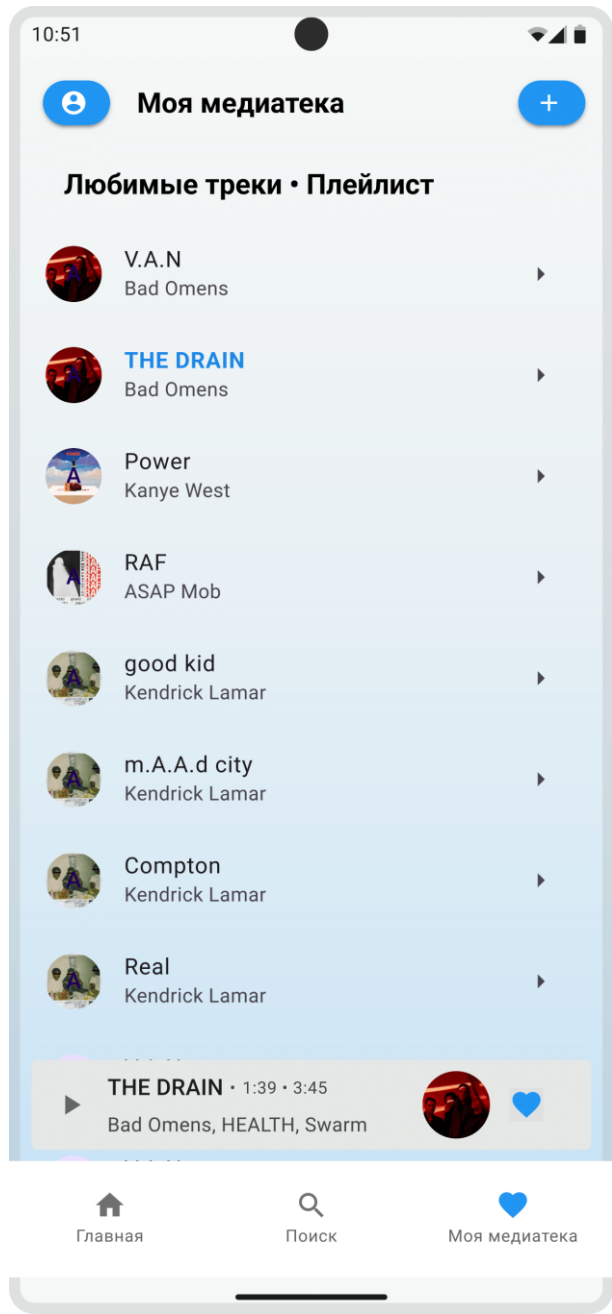 10:51
Моя медиатека
Любимые треки • Плейлист
V.A.N
Bad Omens
THE DRAIN
Bad Omens
Power
Kanye West
RAF
ASAP Mob
good kid
Kendrick Lamar
m.A.A.d city
Kendrick Lamar
Compton
Kendrick Lamar
Real
Kendrick Lamar
THE DRAIN • 1:39 • 3:45
Bad Omens, HEALTH, Swarm
Главная Поиск Моя медиатека